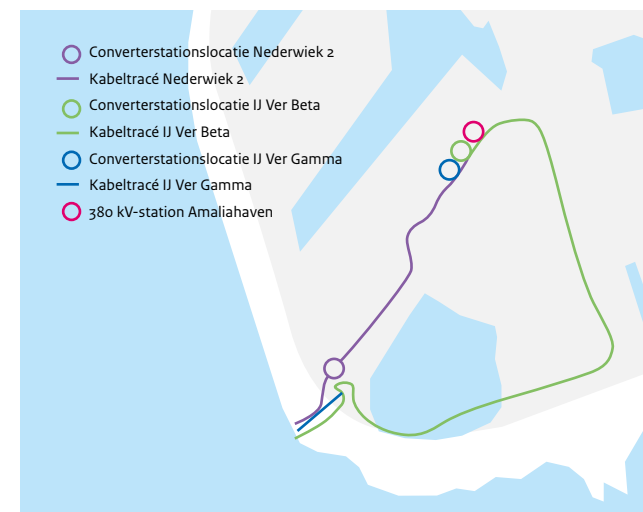 Converterstationslocatie Nederwiek 2
Kabeltracé Nederwiek 2
Converterstationslocatie IJ Ver Beta
Kabeltracé IJ Ver Beta
Converterstationslocatie IJ Ver Gamma
Kabeltracé IJ Ver Gamma
380 kV-station Amaliahaven